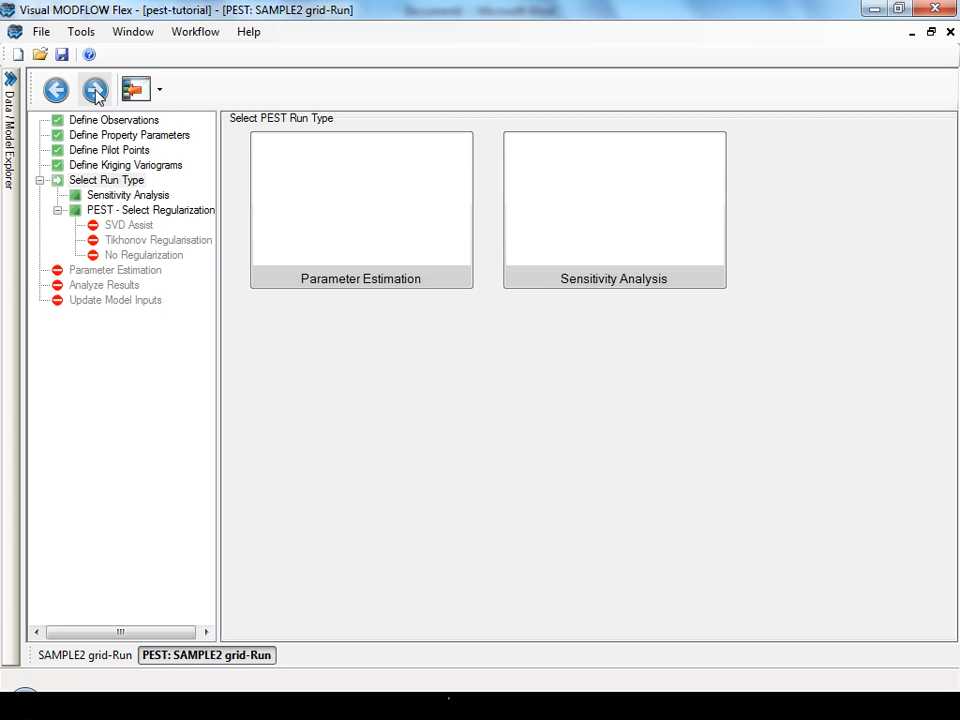 Visual MODFLOW Flex - [pest-tutorial] - [PEST: SAMPLE2 grid-Run]
File Tools Window Workflow Help
Data / Model Explorer
Define Observations
Define Property Parameters
Define Pilot Points
Define Kriging Variograms
Select Run Type
Sensitivity Analysis
PEST - Select Regularization
SVD Assist
Tikhonov Regularisation
No Regularization
Parameter Estimation
Analyze Results
Update Model Inputs
Select PEST Run Type
Parameter Estimation
Sensitivity Analysis
SAMPLE2 grid-Run PEST: SAMPLE2 grid-Run